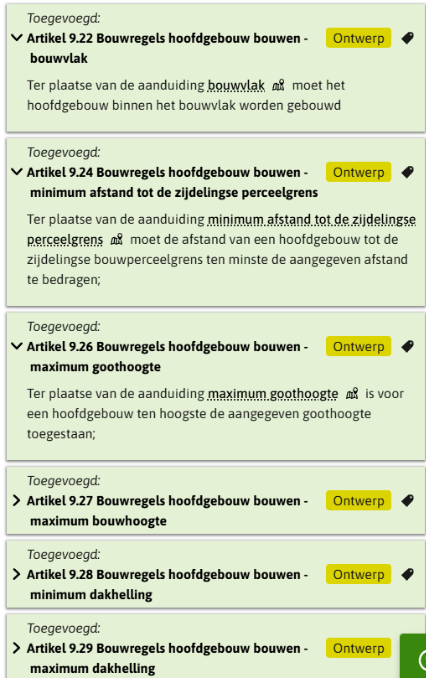 Toegevoegd:
Artikel 9.22 Bouwregels hoofdgebouw bouwen - Ontwerp
bouwvlak
Ter plaatse van de aanduiding bouwvlak moet het
hoofdgebouw binnen het bouwvlak worden gebouwd
Toegevoegd:
Artikel 9.24 Bouwregels hoofdgebouw bouwen - Ontwerp
minimum afstand tot de zijdelingse perceelgrens
Ter plaatse van de aanduiding minimum afstand tot de zijdelingse
perceelgrens moet de afstand van een hoofdgebouw tot de
zijdelingse bouwperceelgrens ten minste de aangegeven afstand
te bedragen;
Toegevoegd:
Artikel 9.26 Bouwregels hoofdgebouw bouwen - Ontwerp
maximum goothoogte
Ter plaatse van de aanduiding maximum goothoogte is voor
een hoofdgebouw ten hoogste de aangegeven goothoogte
toegestaan;
Toegevoegd:
Artikel 9.27 Bouwregels hoofdgebouw bouwen - Ontwerp
maximum bouwhoogte
Toegevoegd:
Artikel 9.28 Bouwregels hoofdgebouw bouwen - Ontwerp
minimum dakhelling
Toegevoegd:
Artikel 9.29 Bouwregels hoofdgebouw bouwen - Ontwerp
maximum dakhelling